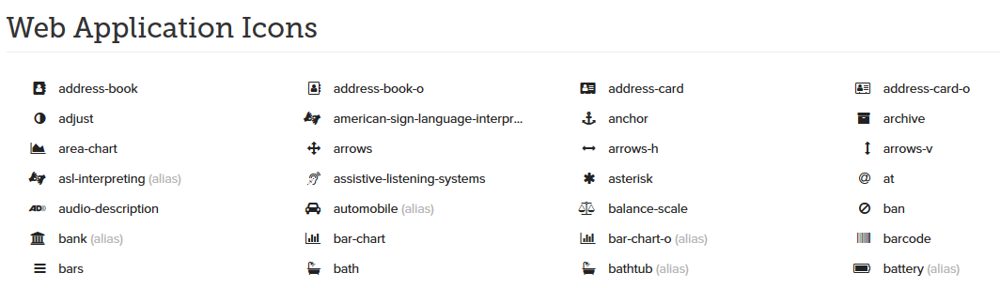 Web Application Icons
address-book address-book-o address-card address-card-o
adjust american-sign-language-interpr... anchor archive
area-chart arrows arrows-h arrows-v
asl-interpreting (alias) assistive-listening-systems asterisk at
audio-description automobile (alias) balance-scale ban
bank (alias) bar-chart bar-chart-o (alias) barcode
bars bath bathtub (alias) battery (alias)